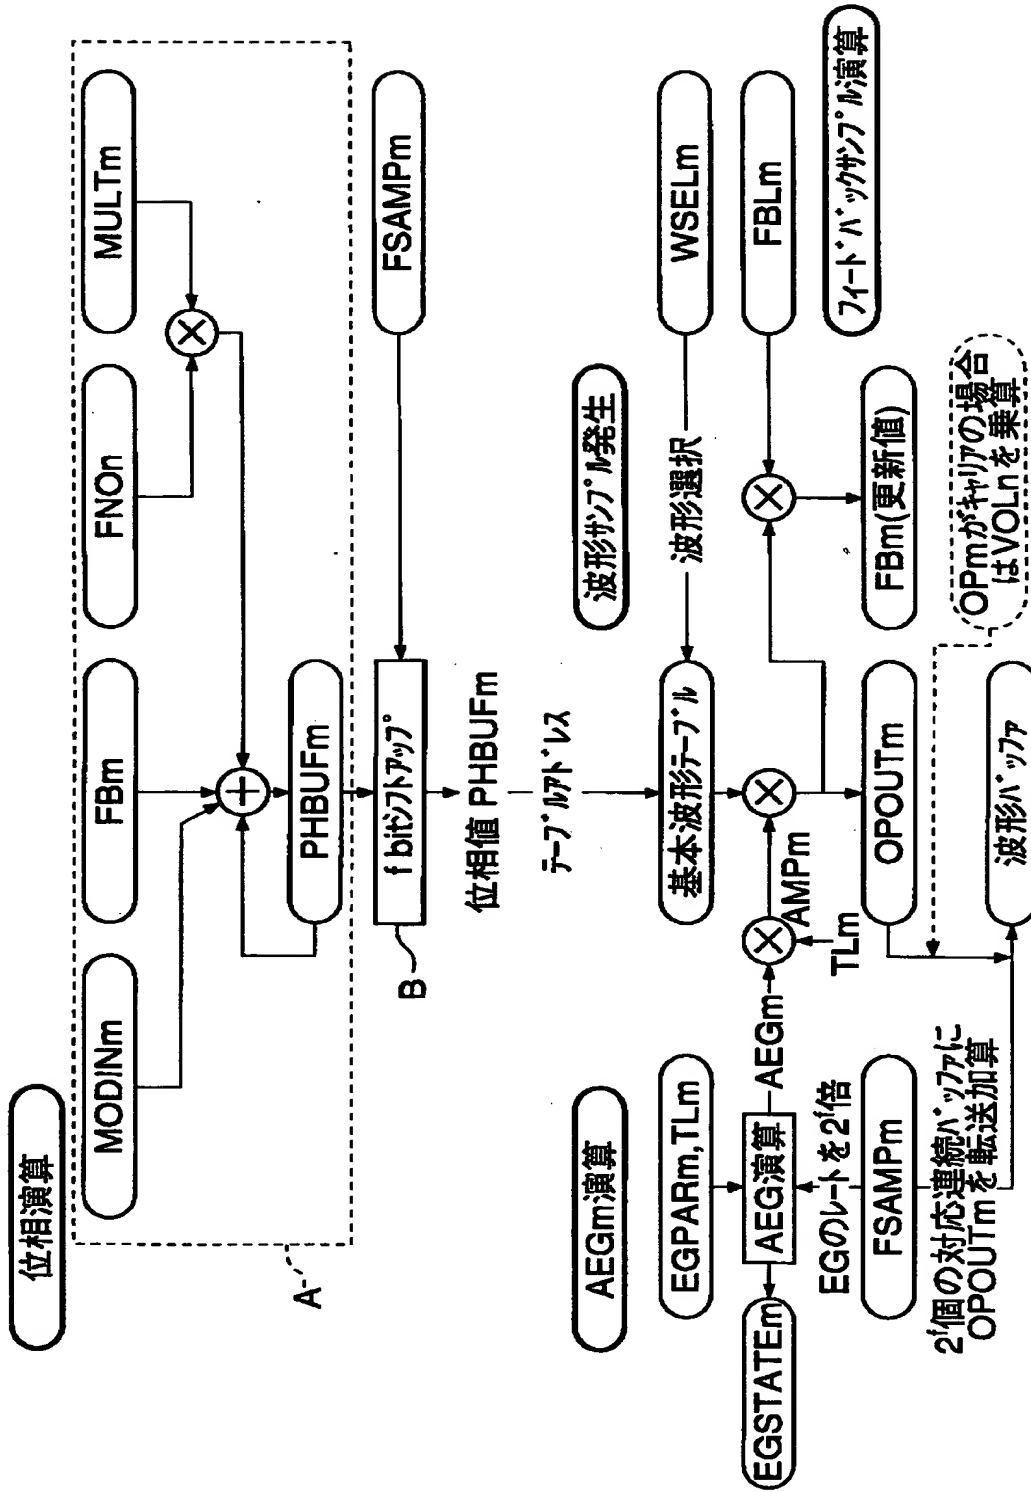 位相演算
MODINm
FBm
FNOn
MULTm
×
+
PHBUFm
A
f bitシフトアップ
B
FSAMPm
位相値 PHBUFm
テーブルアドレス
波形サンプル発生
基本波形テーブル
波形選択
WSELm
AEGm演算
EGPARm,TLm
EGSTATEm
AEG演算
AEGm
×
TLm
AMPm
×
×
FBLm
EGのレートを2^f倍
FSAMPm
OPOUTm
FBm(更新値)
フィードバックサンプル演算
2^f個の対応連続バッファに
OPOUTmを転送加算
波形バッファ
OPmがキャリアの場合
はVOLnを乗算